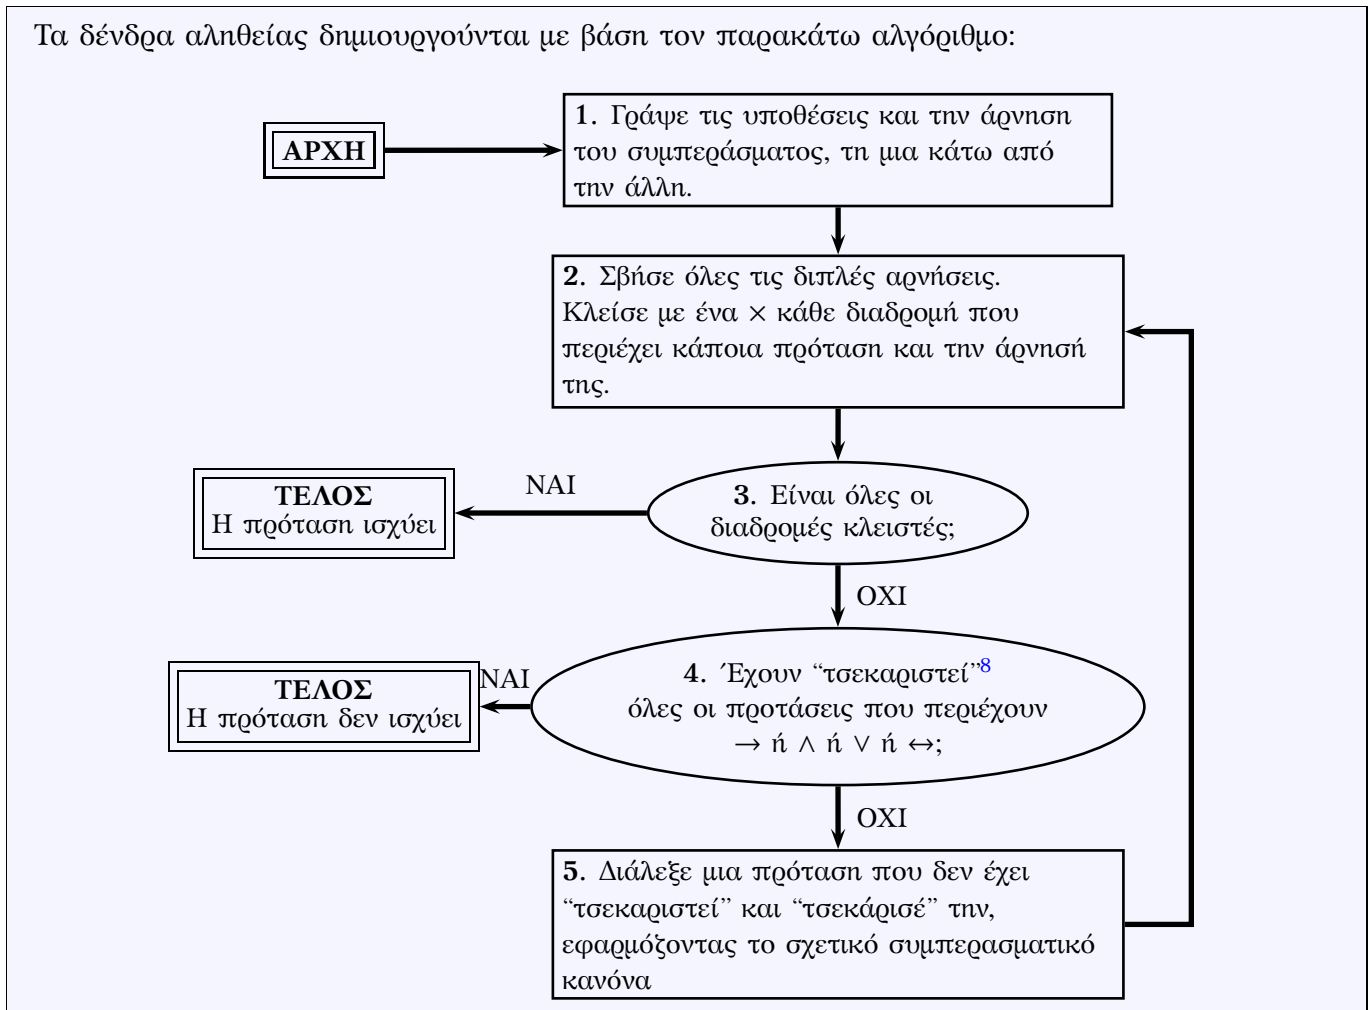 Τα δένδρα αληθείας δημιουργούνται με βάση τον παρακάτω αλγόριθμο:
ΑΡΧΗ
1. Γράψε τις υποθέσεις και την άρνηση
του συμπεράσματος, τη μια κάτω από
την άλλη.
2. Σβήσε όλες τις διπλές αρνήσεις.
Κλείσε με ένα × κάθε διαδρομή που
περιέχει κάποια πρόταση και την άρνησή
της.
3. Είναι όλες οι
διαδρομές κλειστές;
ΝΑΙ
ΤΕΛΟΣ
Η πρόταση ισχύει
ΟΧΙ
4. Έχουν “τσεκαριστεί”8
όλες οι προτάσεις που περιέχουν
→ ή ∧ ή ∨ ή ↔;
ΝΑΙ
ΤΕΛΟΣ
Η πρόταση δεν ισχύει
ΟΧΙ
5. Διάλεξε μια πρόταση που δεν έχει
“τσεκαριστεί” και “τσεκάρισέ” την,
εφαρμόζοντας το σχετικό συμπερασματικό
κανόνα